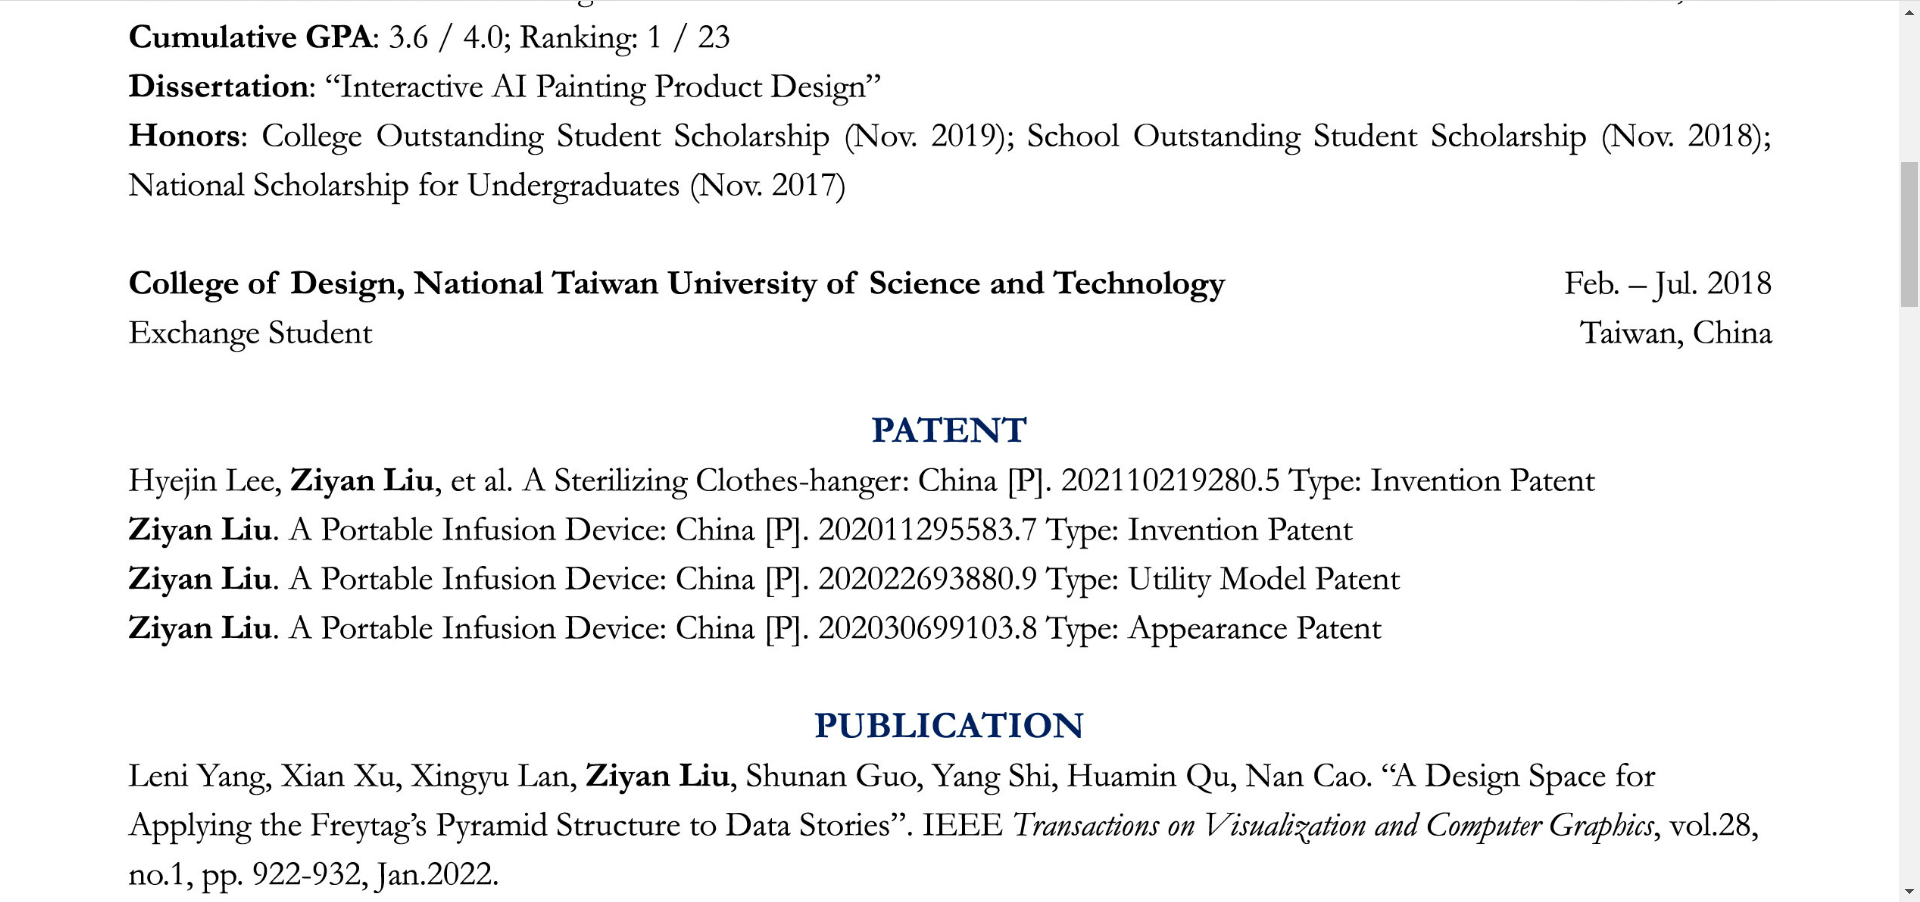 Cumulative GPA: 3.6 / 4.0; Ranking: 1 / 23
Dissertation: “Interactive AI Painting Product Design”
Honors: College Outstanding Student Scholarship (Nov. 2019); School Outstanding Student Scholarship (Nov. 2018);
National Scholarship for Undergraduates (Nov. 2017)
College of Design, National Taiwan University of Science and Technology Feb. – Jul. 2018
Exchange Student Taiwan, China
PATENT
Hyejin Lee, Ziyan Liu, et al. A Sterilizing Clothes-hanger: China [P]. 202110219280.5 Type: Invention Patent
Ziyan Liu. A Portable Infusion Device: China [P]. 202011295583.7 Type: Invention Patent
Ziyan Liu. A Portable Infusion Device: China [P]. 202022693880.9 Type: Utility Model Patent
Ziyan Liu. A Portable Infusion Device: China [P]. 202030699103.8 Type: Appearance Patent
PUBLICATION
Leni Yang, Xian Xu, Xingyu Lan, Ziyan Liu, Shunan Guo, Yang Shi, Huamin Qu, Nan Cao. “A Design Space for
Applying the Freytag’s Pyramid Structure to Data Stories”. IEEE Transactions on Visualization and Computer Graphics, vol.28,
no.1, pp. 922-932, Jan.2022.